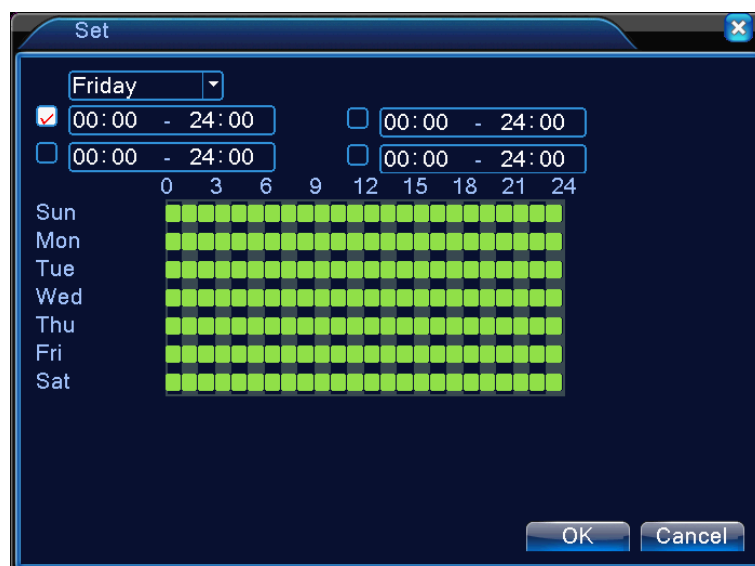 Set
Friday
00:00 - 24:00 00:00 - 24:00
00:00 - 24:00 00:00 - 24:00
0 3 6 9 12 15 18 21 24
Sun
Mon
Tue
Wed
Thu
Fri
Sat
OK Cancel